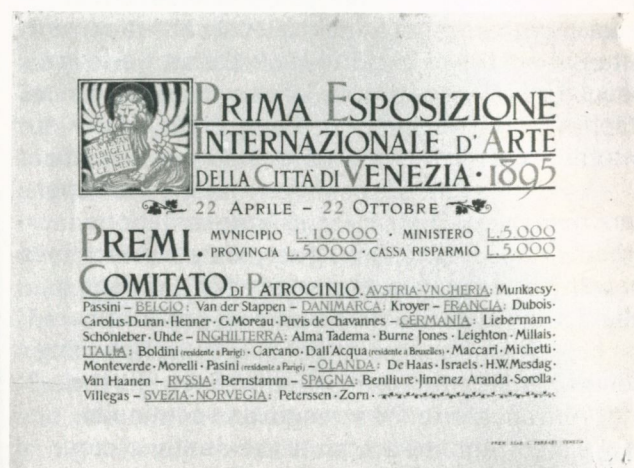 PRIMA ESPOSIZIONE
INTERNAZIONALE D'ARTE
DELLA CITTÀ DI VENEZIA · 1895
22 APRILE – 22 OTTOBRE
PREMI. MVNICIPIO L.10.000 · MINISTERO L.5.000
PROVINCIA L.5.000 · CASSA RISPARMIO L.5.000
COMITATO DI PATROCINIO. AVSTRIA-VNGHERIA: Munkacsy·
Passini – BELGIO: Van der Stappen – DANIMARCA: Kroyer – FRANCIA: Dubois·
Carolus-Duran · Henner · G.Moreau · Puvis de Chavannes – GERMANIA: Liebermann·
Schönleber · Uhde – INGHILTERRA: Alma Tadema · Burne Jones · Leighton · Millais·
ITALIA: Boldini (residente a Parigi) · Carcano · Dall'Acqua (residente a Bruxelles) · Maccari · Michetti·
Monteverde · Morelli · Pasini (residente a Parigi) – OLANDA: De Haas · Israels · H.W.Mesdag·
Van Haanen – RVSSIA: Bernstamm – SPAGNA: Benlliure · Jimenez Aranda · Sorolla·
Villegas – SVEZIA-NORVEGIA: Peterssen · Zorn ·